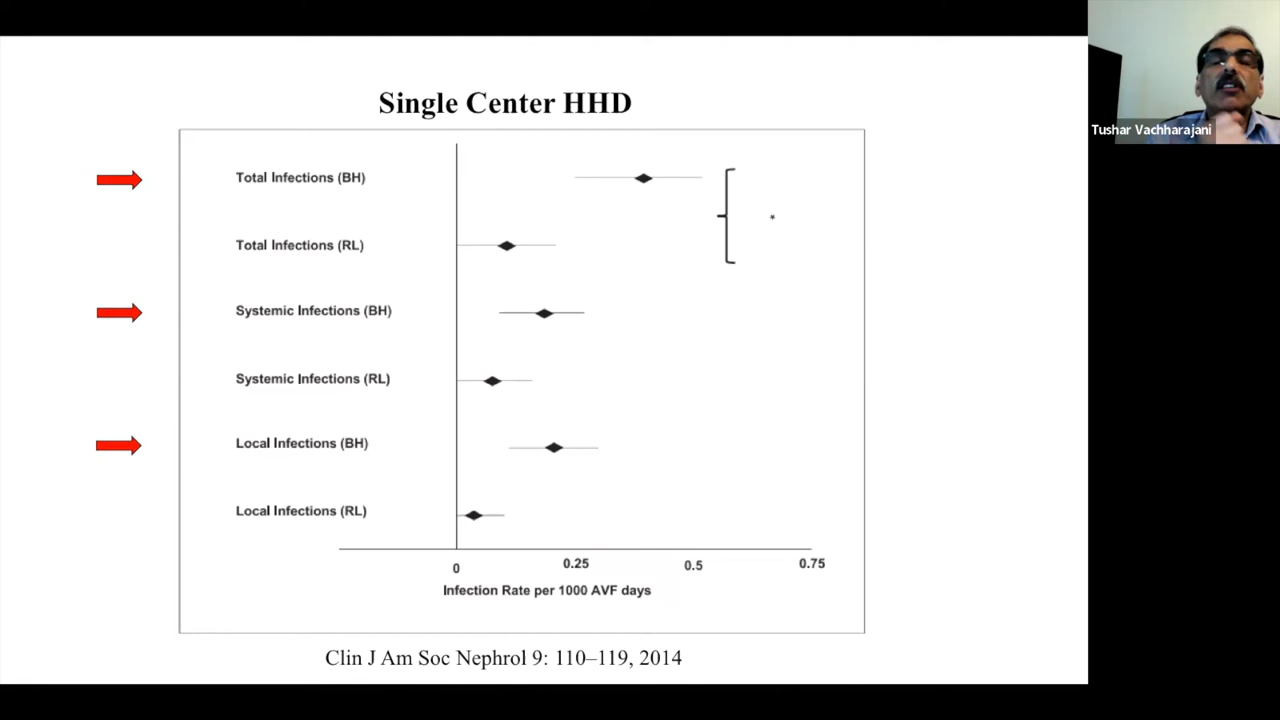 Single Center HHD
Total Infections (BH)
*
Total Infections (RL)
Systemic Infections (BH)
Systemic Infections (RL)
Local Infections (BH)
Local Infections (RL)
0 0.25 0.5 0.75
Infection Rate per 1000 AVF days
Clin J Am Soc Nephrol 9: 110–119, 2014
Tushar Vachharajani